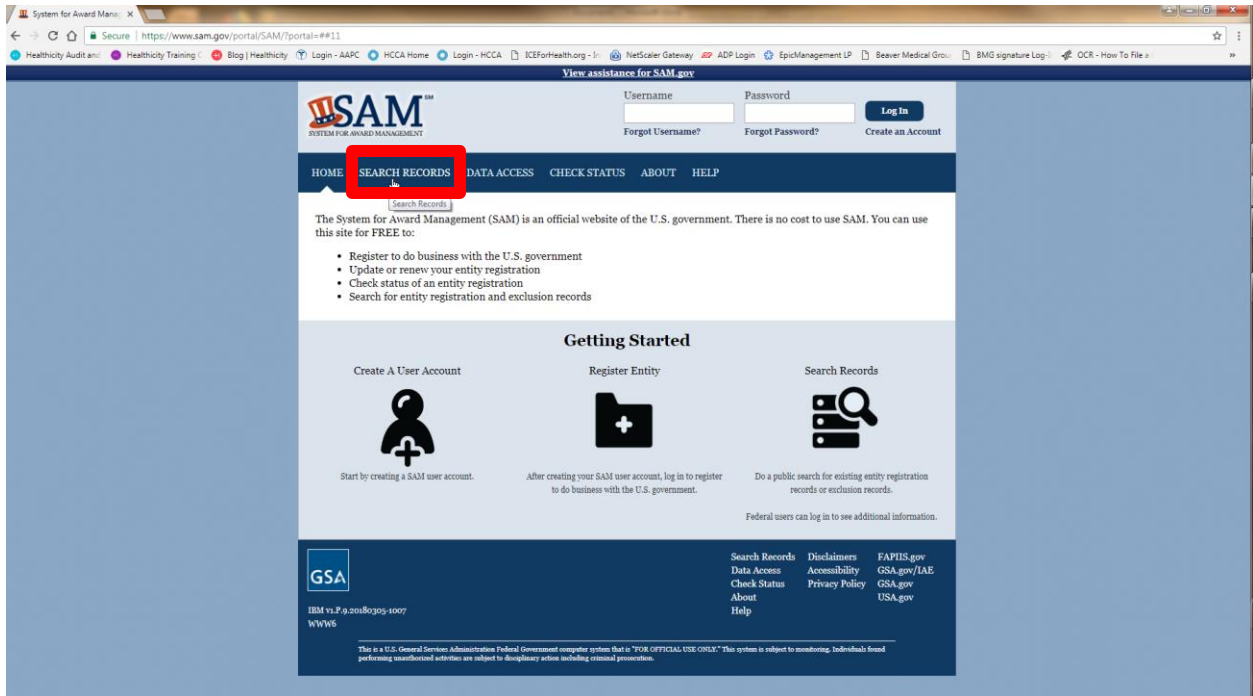 System for Award Mana
Secure | https://www.sam.gov/portal/SAM/?portal=##11
Healthicity Audit and Healthicity Training C Blog | Healthicity Login - AAPC HCCA Home Login - HCCA ICEForHealth.org - In NetScaler Gateway ADP Login EpicManagement LP Beaver Medical Grou BMG signature Log-I OCR - How To File a »
View assistance for SAM.gov
SAM SM
SYSTEM FOR AWARD MANAGEMENT
Username Password
Log In
Forgot Username? Forgot Password? Create an Account
HOME SEARCH RECORDS DATA ACCESS CHECK STATUS ABOUT HELP
Search Records
The System for Award Management (SAM) is an official website of the U.S. government. There is no cost to use SAM. You can use
this site for FREE to:
• Register to do business with the U.S. government
• Update or renew your entity registration
• Check status of an entity registration
• Search for entity registration and exclusion records
Getting Started
Create A User Account Register Entity Search Records
Start by creating a SAM user account. After creating your SAM user account, log in to register Do a public search for existing entity registration
to do business with the U.S. government. records or exclusion records.
Federal users can log in to see additional information.
GSA
Search Records Disclaimers FAPIIS.gov
Data Access Accessibility GSA.gov/IAE
Check Status Privacy Policy GSA.gov
About USA.gov
Help
IBM v1.P.9.20180305-1007
WWW6
This is a U.S. General Services Administration Federal Government computer system that is "FOR OFFICIAL USE ONLY." This system is subject to monitoring. Individuals found
performing unauthorized activities are subject to disciplinary action including criminal prosecution.